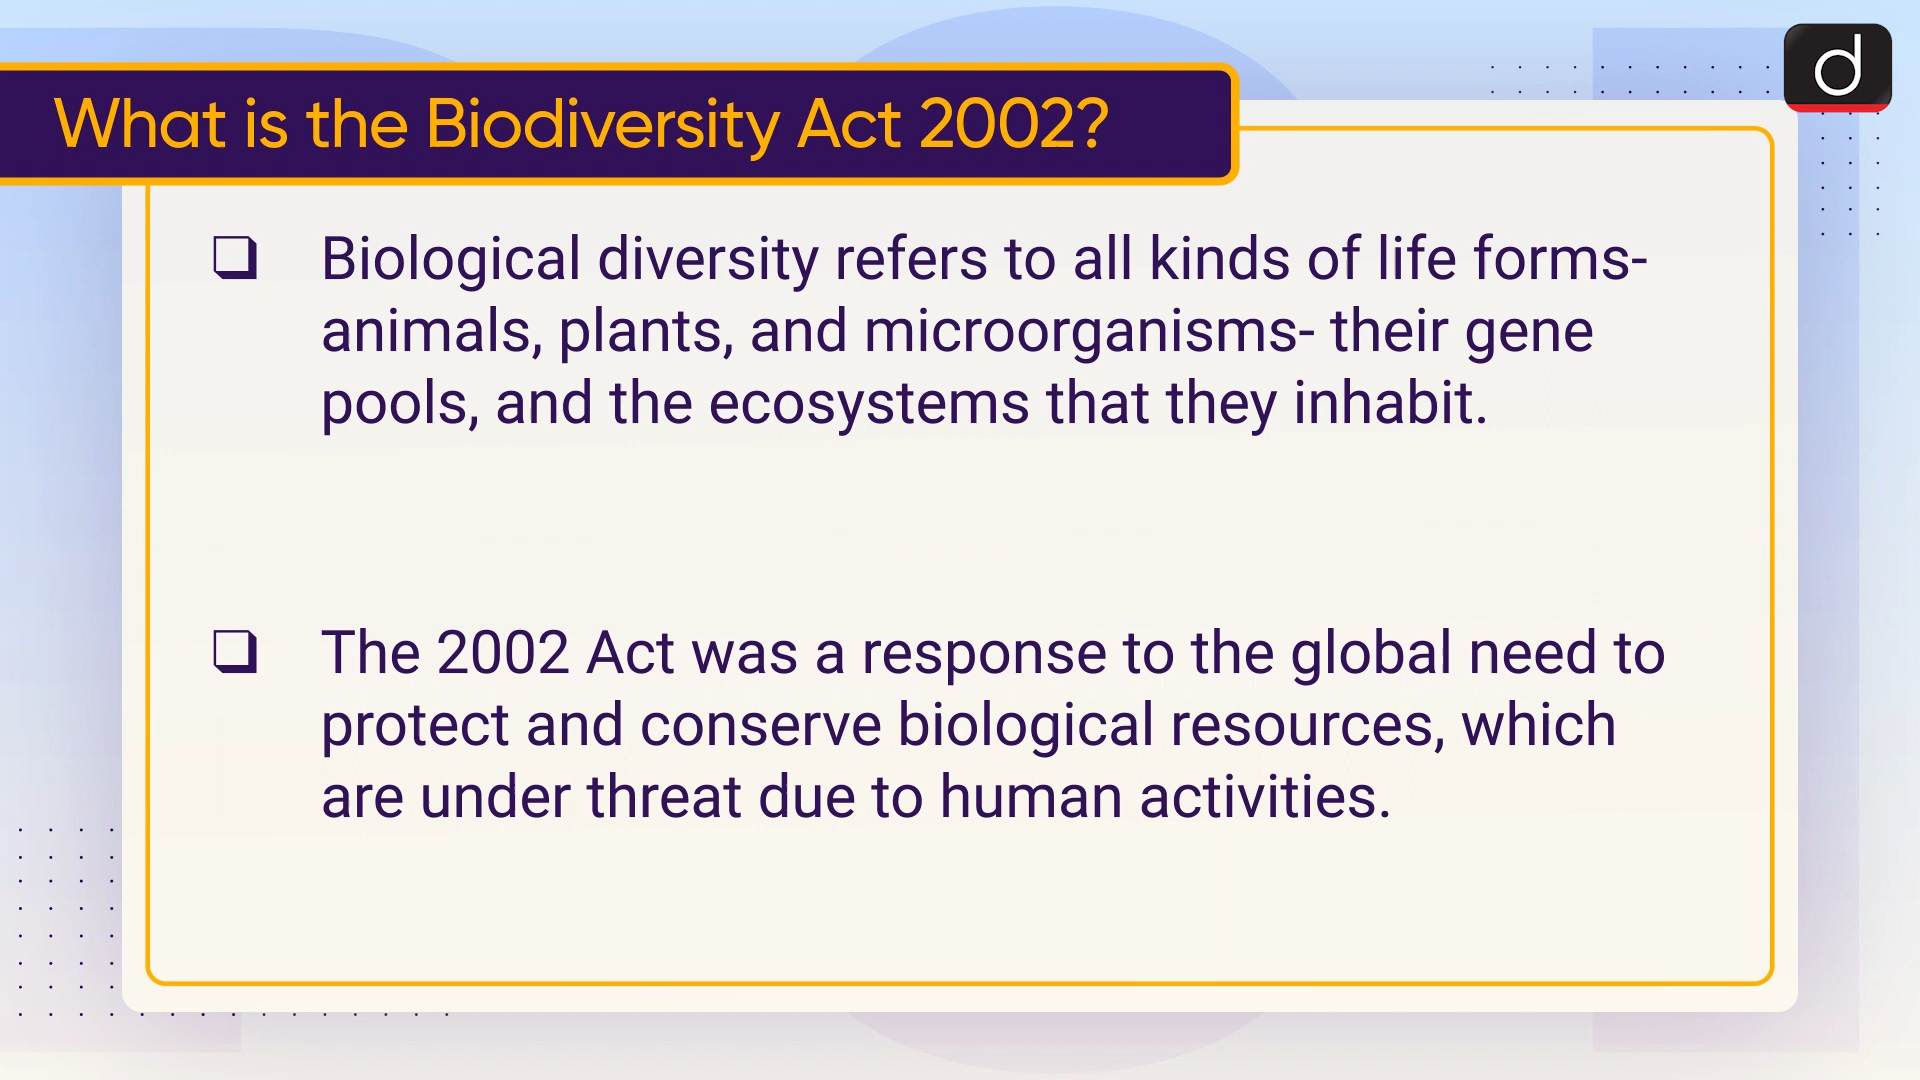 What is the Biodiversity Act 2002?
d
❑ Biological diversity refers to all kinds of life forms-
animals, plants, and microorganisms- their gene
pools, and the ecosystems that they inhabit.
❑ The 2002 Act was a response to the global need to
protect and conserve biological resources, which
are under threat due to human activities.